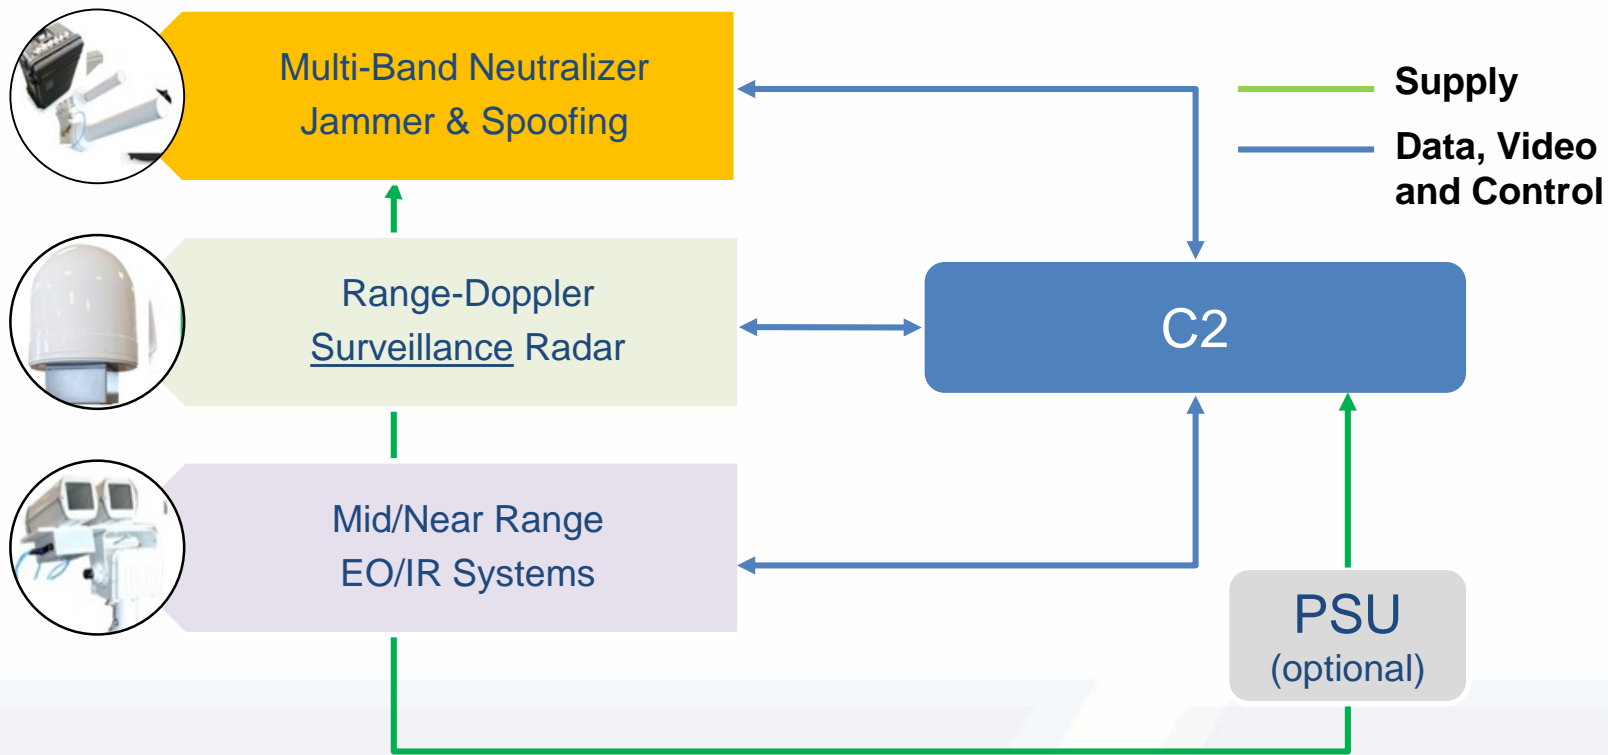 Multi-Band Neutralizer
Jammer & Spoofing
Supply
Data, Video
and Control
Range-Doppler
Surveillance Radar
C2
Mid/Near Range
EO/IR Systems
PSU
(optional)